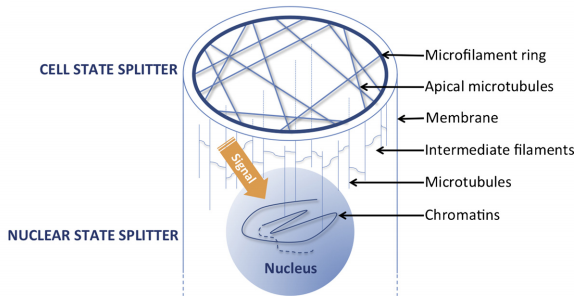 Microfilament ring
CELL STATE SPLITTER
Apical microtubules
Membrane
Intermediate filaments
Signal
Microtubules
Chromatins
NUCLEAR STATE SPLITTER
Nucleus